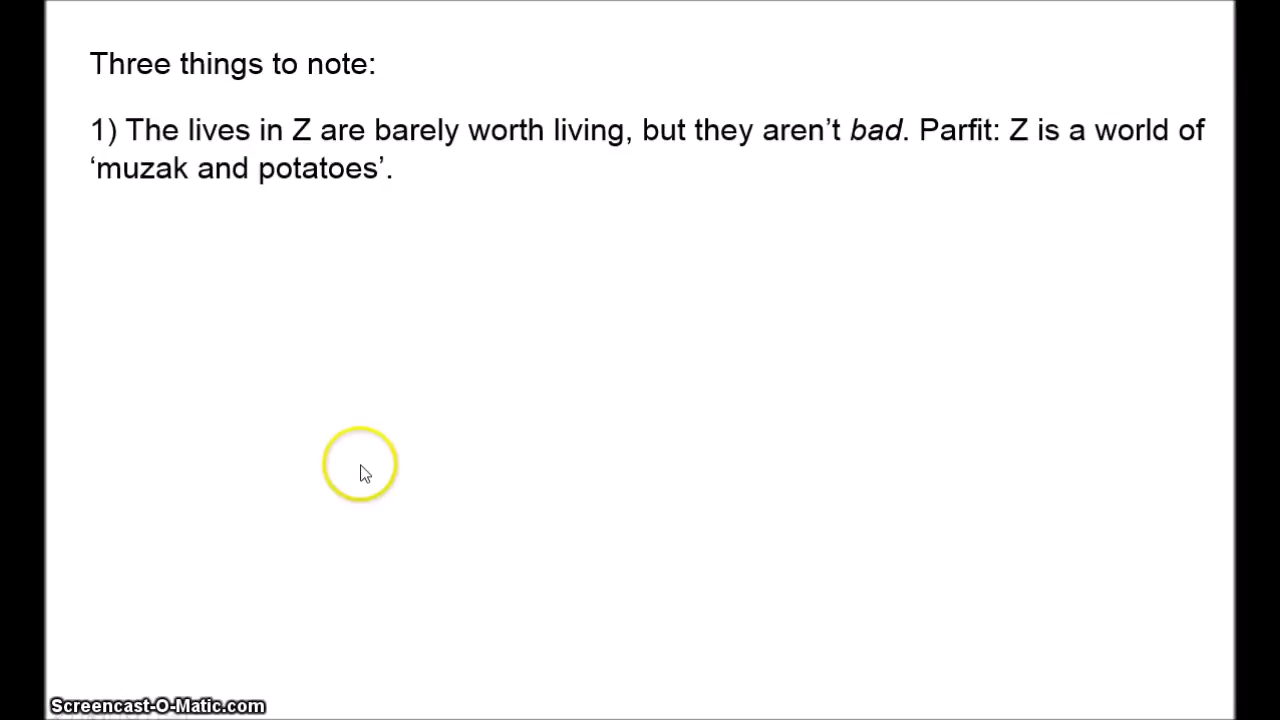 Three things to note:
1) The lives in Z are barely worth living, but they aren’t bad. Parfit: Z is a world of
‘muzak and potatoes’.
Screencast-O-Matic.com